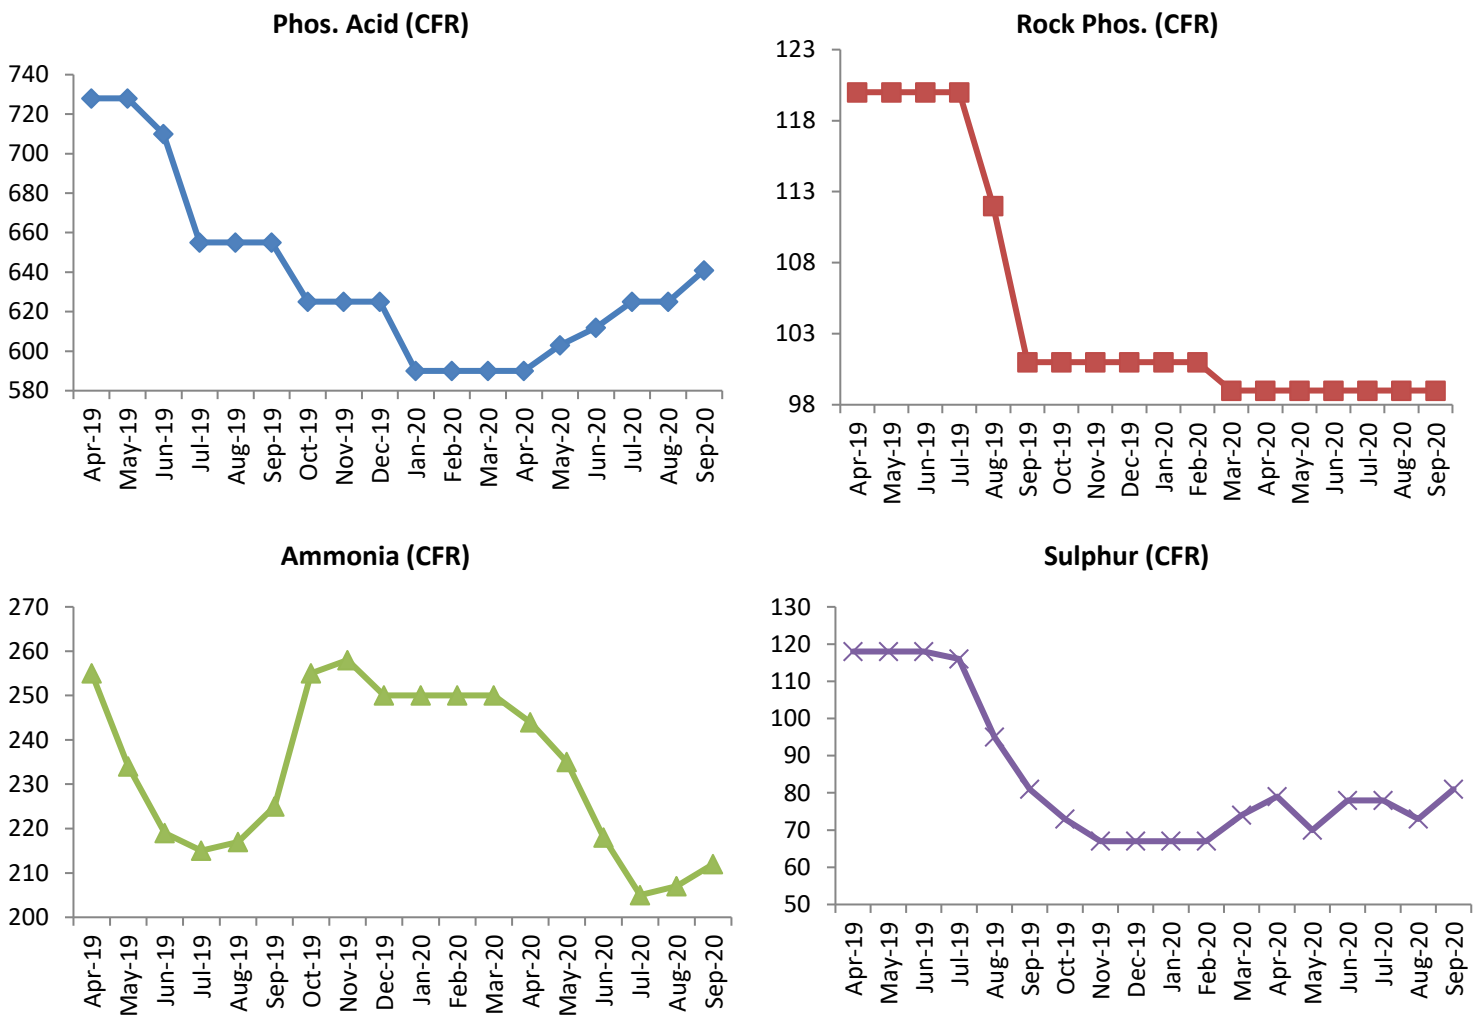 Phos. Acid (CFR)
740
720
700
680
660
640
620
600
580
Apr-19
May-19
Jun-19
Jul-19
Aug-19
Sep-19
Oct-19
Nov-19
Dec-19
Jan-20
Feb-20
Mar-20
Apr-20
May-20
Jun-20
Jul-20
Aug-20
Sep-20
Rock Phos. (CFR)
123
118
113
108
103
98
Apr-19
May-19
Jun-19
Jul-19
Aug-19
Sep-19
Oct-19
Nov-19
Dec-19
Jan-20
Feb-20
Mar-20
Apr-20
May-20
Jun-20
Jul-20
Aug-20
Sep-20
Ammonia (CFR)
270
260
250
240
230
220
210
200
Apr-19
May-19
Jun-19
Jul-19
Aug-19
Sep-19
Oct-19
Nov-19
Dec-19
Jan-20
Feb-20
Mar-20
Apr-20
May-20
Jun-20
Jul-20
Aug-20
Sep-20
Sulphur (CFR)
130
120
110
100
90
80
70
60
50
Apr-19
May-19
Jun-19
Jul-19
Aug-19
Sep-19
Oct-19
Nov-19
Dec-19
Jan-20
Feb-20
Mar-20
Apr-20
May-20
Jun-20
Jul-20
Aug-20
Sep-20